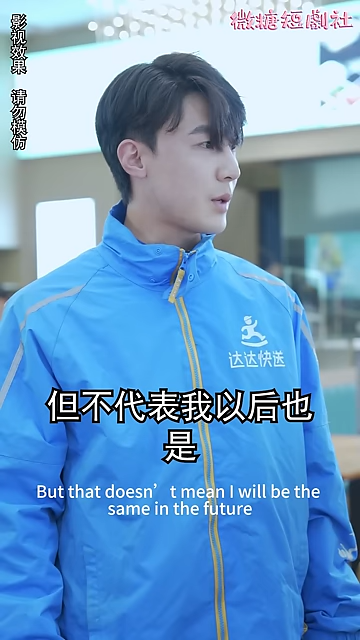 微糖短劇社
影视效果 请勿模仿
达达快送
但不代表我以后也
是
But that doesn't mean I will be the
same in the future